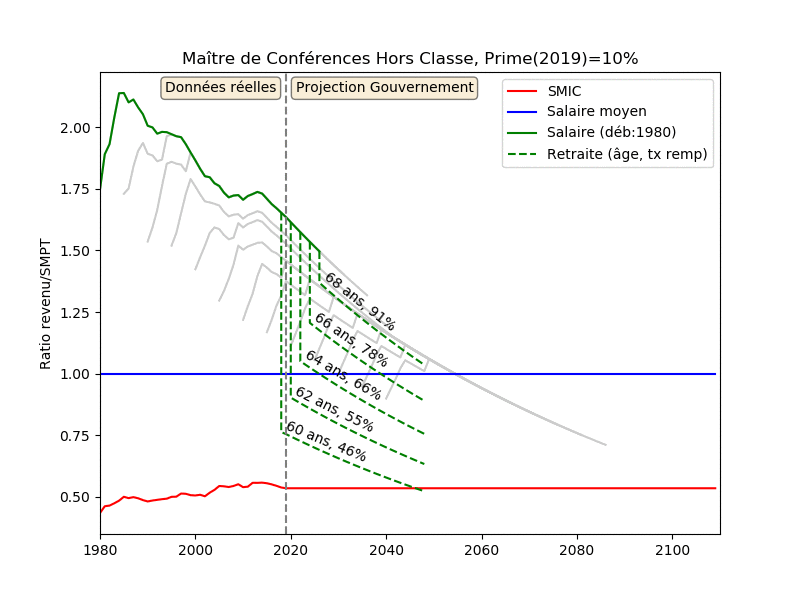 Maître de Conférences Hors Classe, Prime(2019)=10%
Données réelles
Projection Gouvernement
SMIC
Salaire moyen
Salaire (déb:1980)
Retraite (âge, tx remp)
Ratio revenu/SMPT
2.00
1.75
1.50
1.25
1.00
0.75
0.50
68 ans, 91%
66 ans, 78%
64 ans, 66%
62 ans, 55%
60 ans, 46%
1980
2000
2020
2040
2060
2080
2100